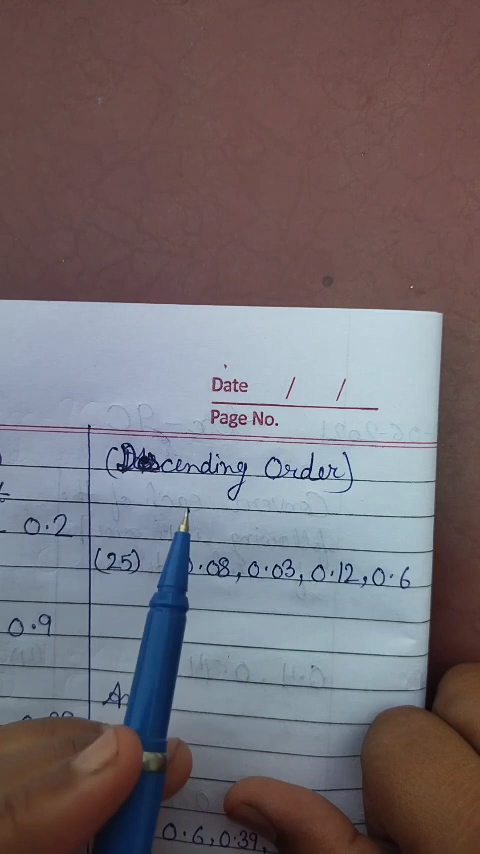 Date / /
Page No.
(Descending Order)
0.2
(25) 0.08, 0.03, 0.12, 0.6
0.9
0.6, 0.39,